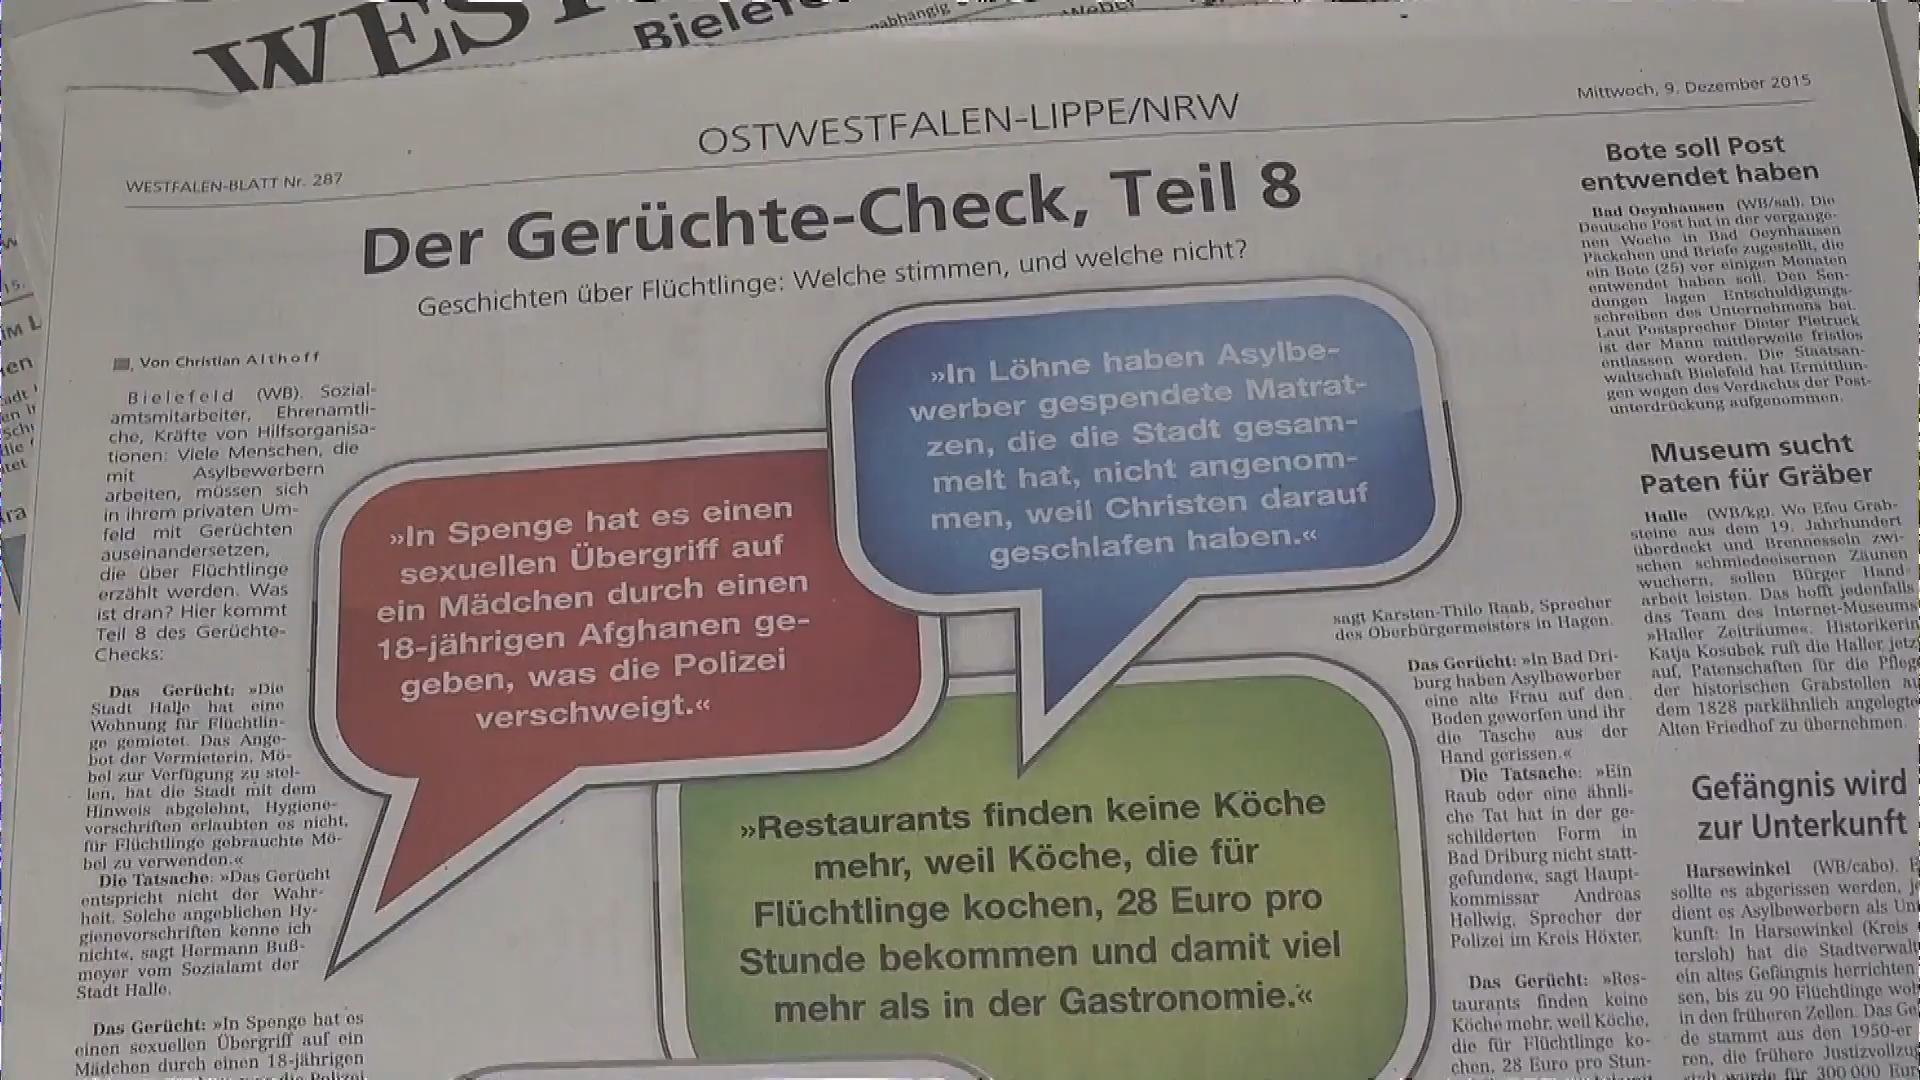 Bielef
abhängig
OSTWESTFALEN-LIPPE/NRW
Mittwoch, 9. Dezember 2015
WESTFALEN-BLATT Nr. 287
Der Gerüchte-Check, Teil 8
Geschichten über Flüchtlinge: Welche stimmen, und welche nicht?
Von Christian Althoff
Bielefeld (WB). Sozial-
amtsmitarbeiter, Ehrenamtli-
che, Kräfte von Hilfsorganisa-
tionen: Viele Menschen, die
mit Asylbewerbern
arbeiten, müssen sich
in ihrem privaten Um-
feld mit Gerüchten
auseinandersetzen,
die über Flüchtlinge
erzählt werden. Was
ist dran? Hier kommt
Teil 8 des Gerüchte-
Checks:
Das Gerücht: »Die
Stadt Halle hat eine
Wohnung für Flüchtlin-
ge gemietet. Das Ange-
bot der Vermieterin, Mö-
bel zur Verfügung zu stel-
len, hat die Stadt mit dem
Hinweis abgelehnt, Hygiene-
vorschriften erlaubten es nicht,
für Flüchtlinge gebrauchte Mö-
bel zu verwenden.«
Die Tatsache: »Das Gerücht
entspricht nicht der Wahr-
heit. Solche angeblichen Hy-
gienevorschriften kenne ich
nicht«, sagt Hermann Buß-
meyer vom Sozialamt der
Stadt Halle.
Das Gerücht: »In Spenge hat es
einen sexuellen Übergriff auf ein
Mädchen durch einen 18-jährigen
»In Spenge hat es einen
sexuellen Übergriff auf
ein Mädchen durch einen
18-jährigen Afghanen ge-
geben, was die Polizei
verschweigt.«
»In Löhne haben Asylbe-
werber gespendete Matrat-
zen, die die Stadt gesam-
melt hat, nicht angenom-
men, weil Christen darauf
geschlafen haben.«
»Restaurants finden keine Köche
mehr, weil Köche, die für
Flüchtlinge kochen, 28 Euro pro
Stunde bekommen und damit viel
mehr als in der Gastronomie.«
sagt Karsten-Thilo Raab, Sprecher
des Oberbürgermeisters in Hagen.
Das Gerücht: »In Bad Dri-
burg haben Asylbewerber
eine alte Frau auf den
Boden geworfen und ihr
die Tasche aus der
Hand gerissen.«
Die Tatsache: »Ein
Raub oder eine ähnli-
che Tat hat in der ge-
schilderten Form in
Bad Driburg nicht statt-
gefunden«, sagt Haupt-
kommissar Andreas
Hellwig, Sprecher der
Polizei im Kreis Höxter.
Das Gerücht: »Res-
taurants finden keine
Köche mehr, weil Köche,
die für Flüchtlinge ko-
chen, 28 Euro pro Stun-
Bote soll Post
entwendet haben
Bad Oeynhausen (WB/sal). Die
Deutsche Post hat in der vergange-
nen Woche in Bad Oeynhausen
Päckchen und Briefe zugestellt, die
ein Bote (25) vor einigen Monaten
entwendet haben soll. Den Sen-
dungen lagen Entschuldigungs-
schreiben des Unternehmens bei.
Laut Postsprecher Dieter Pietruck
ist der Mann mittlerweile fristlos
entlassen worden. Die Staatsan-
waltschaft Bielefeld hat Ermittlun-
gen wegen des Verdachts der Post-
unterdrückung aufgenommen.
Museum sucht
Paten für Gräber
Halle (WB/kg). Wo Efeu Grab-
steine aus dem 19. Jahrhundert
überdeckt und Brennesseln zwi-
schen schmiedeeisernen Zäunen
wuchern, sollen Bürger Hand-
arbeit leisten. Das hofft jedenfalls
das Team des Internet-Museums
»Haller Zeiträume«. Historikerin
Katja Kosubek ruft die Haller jetz
auf, Patenschaften für die Pfleg
der historischen Grabstellen au
dem 1828 parkähnlich angelegte
Alten Friedhof zu übernehmen.
Gefängnis wird
zur Unterkunft
Harsewinkel (WB/cabo).
sollte es abgerissen werden, j
dient es Asylbewerbern als Un
kunft: In Harsewinkel (Kreis
tersloh) hat die Stadtverwalt
ein altes Gefängnis herrichten
sen, bis zu 90 Flüchtlinge wo
in den früheren Zellen. Das Ge
de stammt aus den 1950-er
ren, die frühere Justizvollzug
wurde für 300 000 Eur